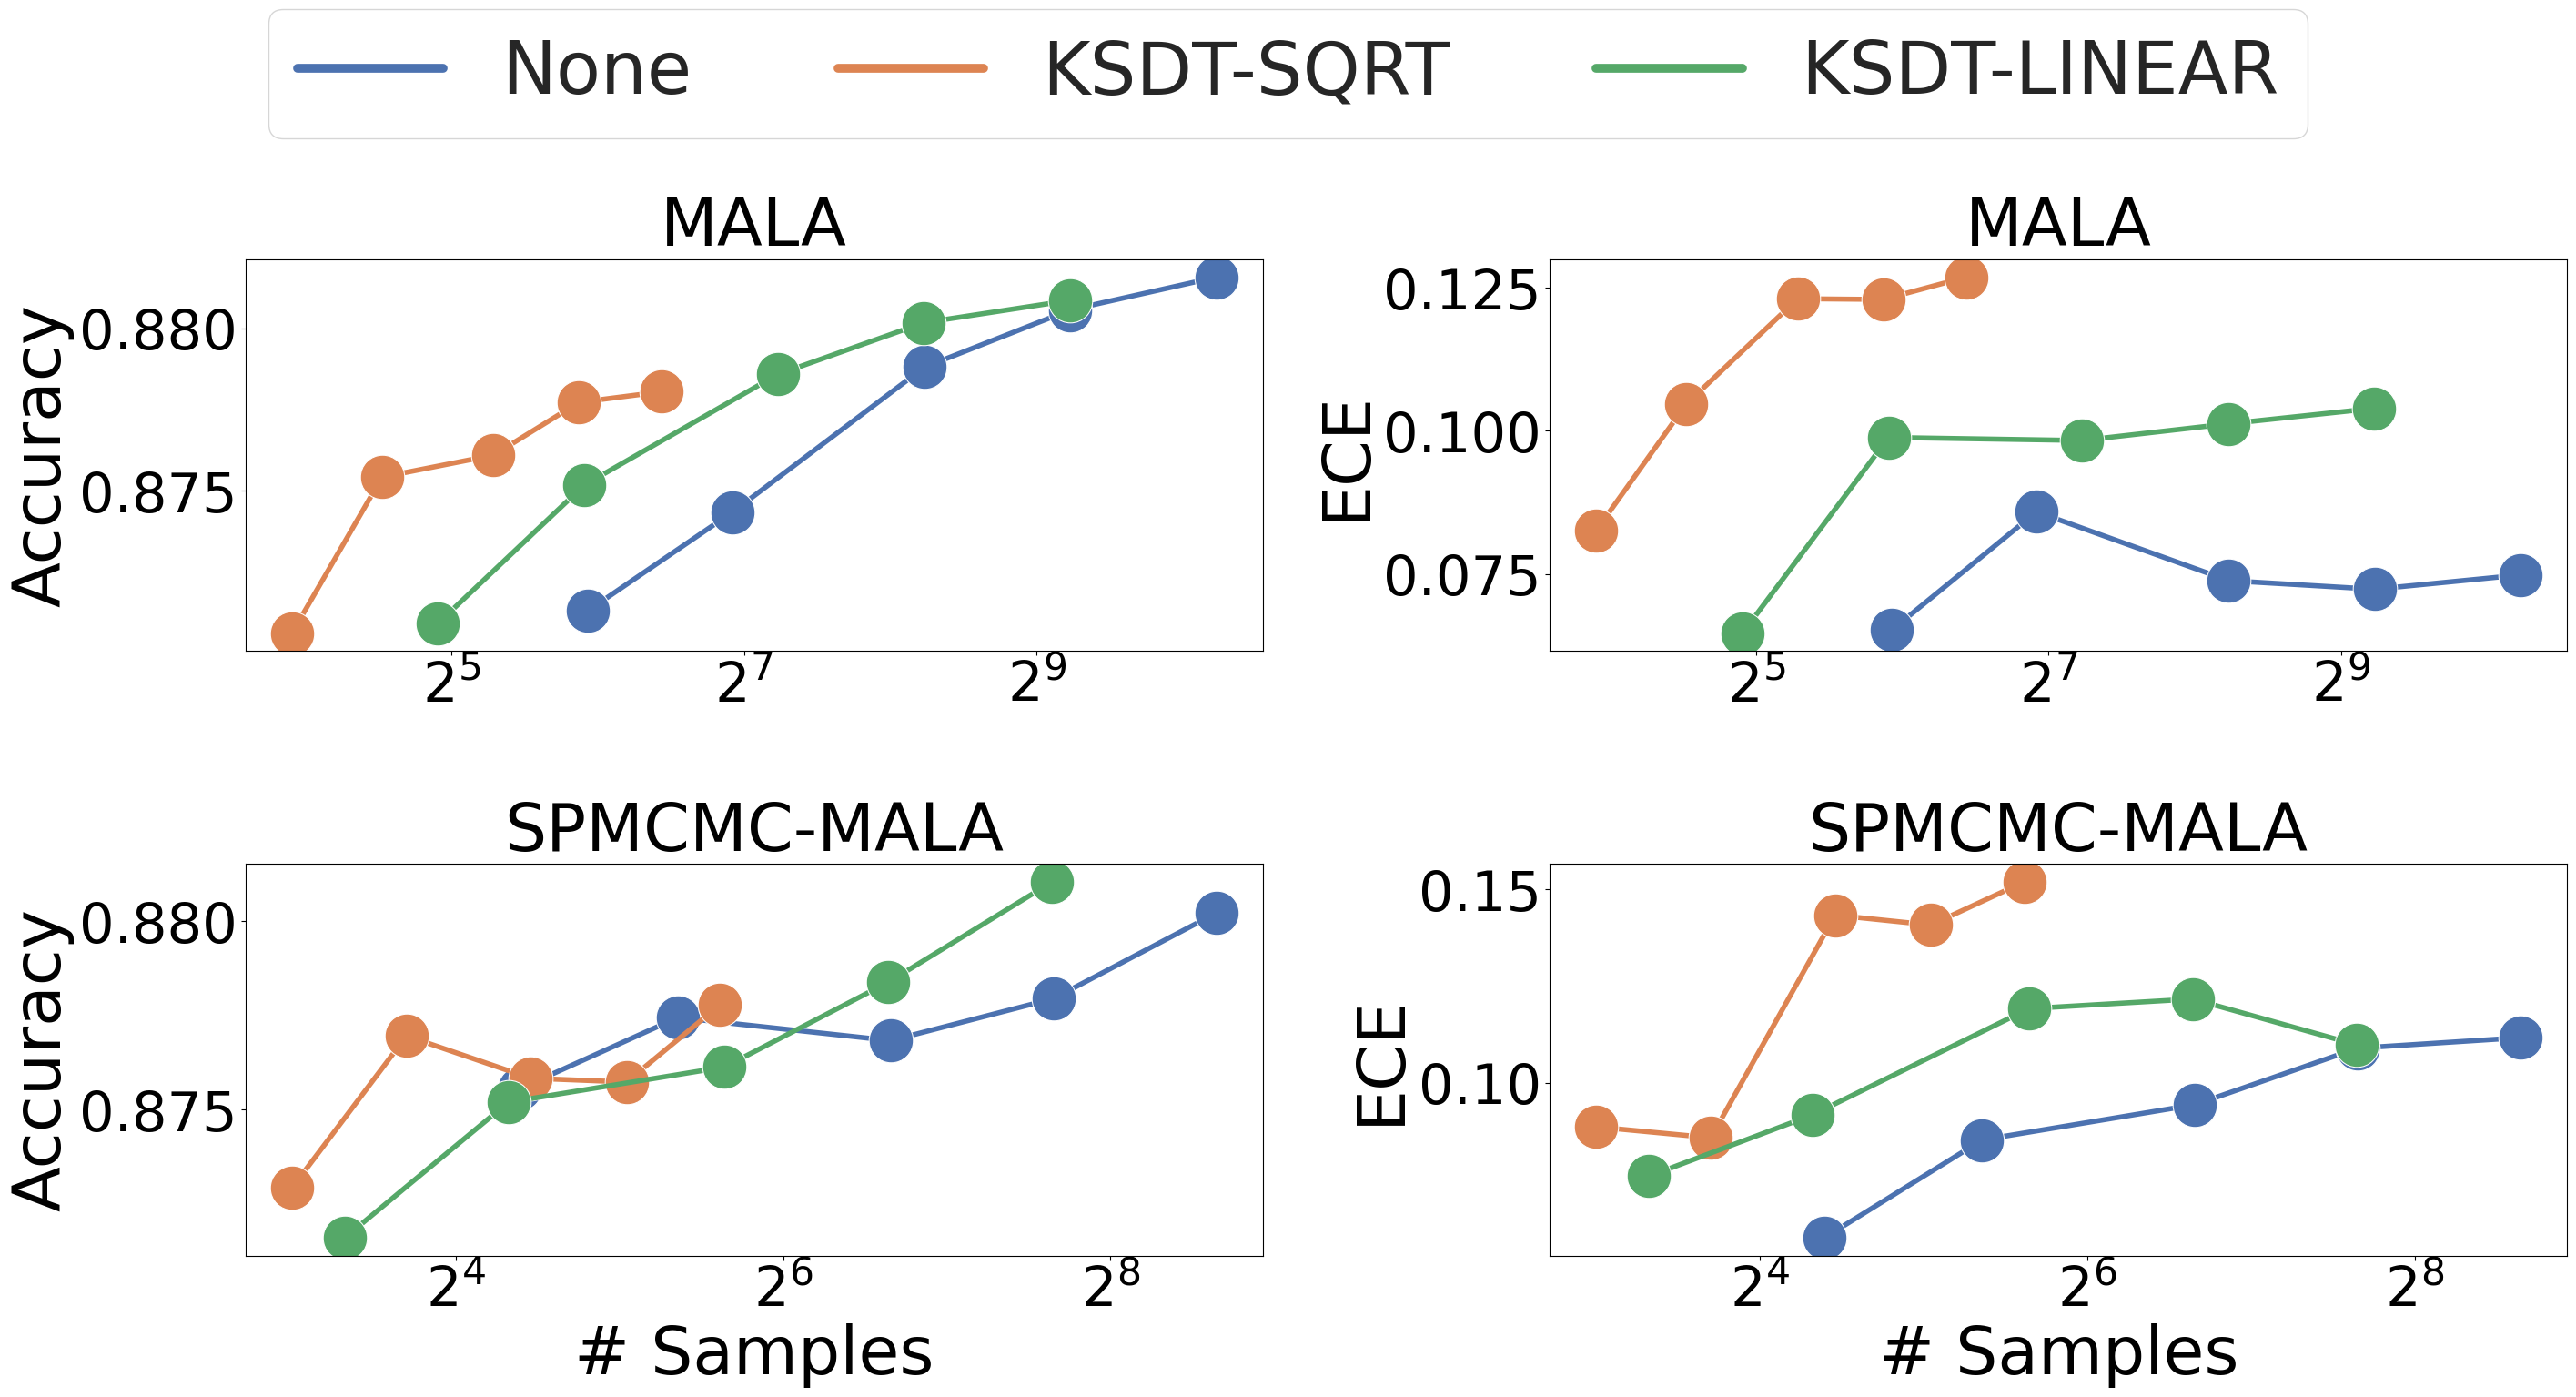 None KSDT-SQRT KSDT-LINEAR
MALA
Accuracy
0.880
0.875
2^5 2^7 2^9
MALA
ECE
0.125
0.100
0.075
2^5 2^7 2^9
SPMCMC-MALA
Accuracy
0.880
0.875
2^4 2^6 2^8
# Samples
SPMCMC-MALA
ECE
0.15
0.10
2^4 2^6 2^8
# Samples